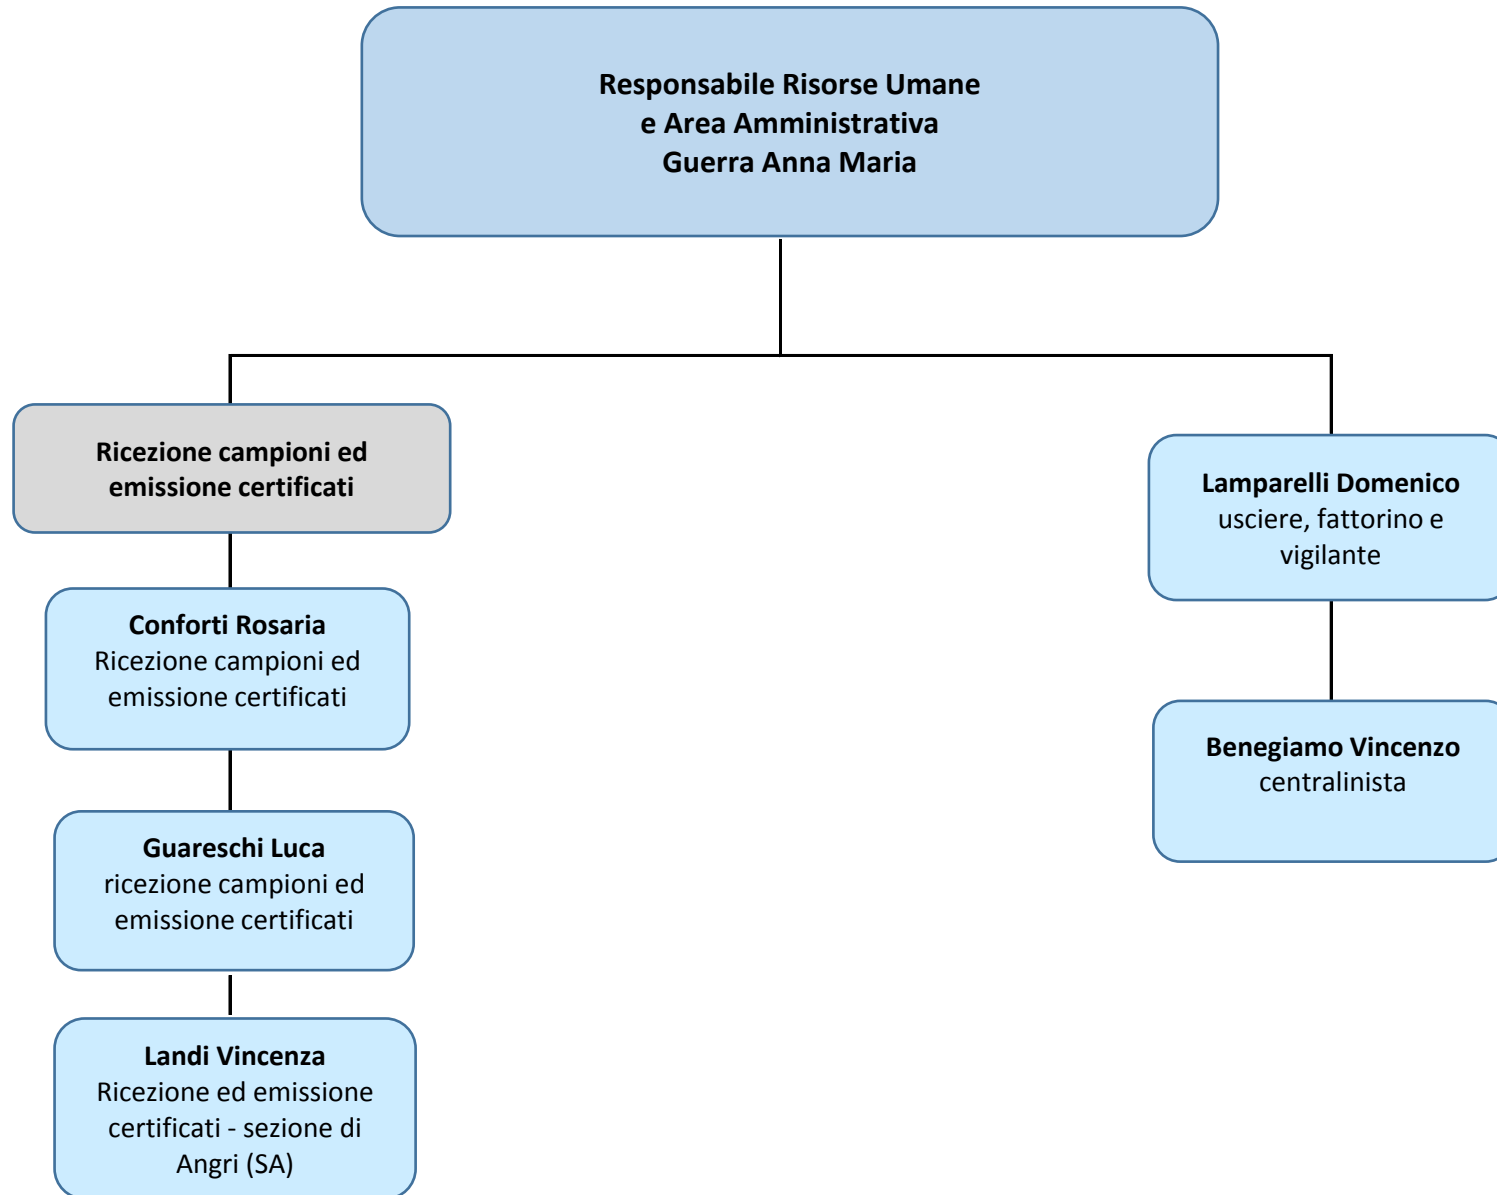 Responsabile Risorse Umane
e Area Amministrativa
Guerra Anna Maria
Ricezione campioni ed
emissione certificati
Conforti Rosaria
Ricezione campioni ed
emissione certificati
Guareschi Luca
ricezione campioni ed
emissione certificati
Landi Vincenza
Ricezione ed emissione
certificati - sezione di
Angri (SA)
Lamparelli Domenico
usciere, fattorino e
vigilante
Benegiamo Vincenzo
centralinista